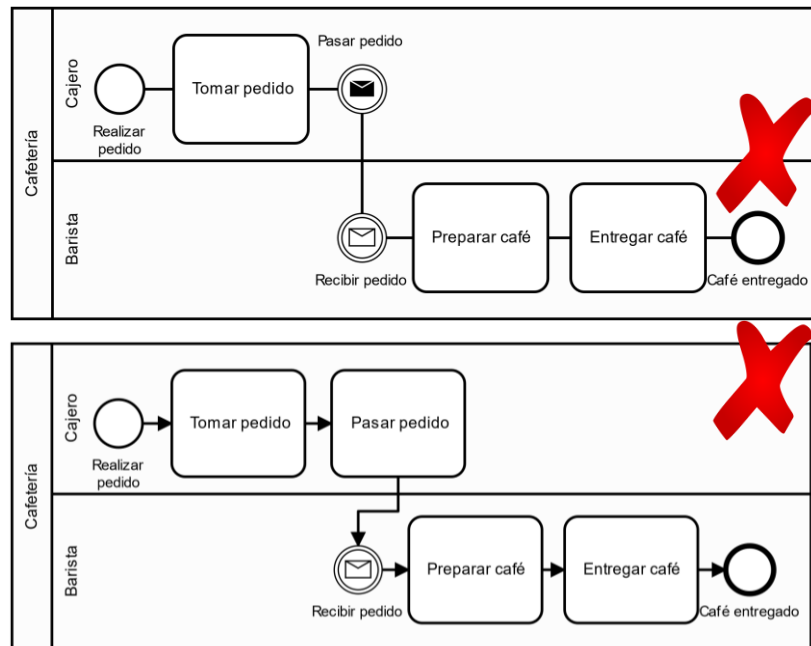 Cafetería
Cajero
Realizar
pedido
Tomar pedido
Pasar pedido
Barista
Recibir pedido
Preparar café
Entregar café
Café entregado
Cafetería
Cajero
Realizar
pedido
Tomar pedido
Pasar pedido
Barista
Recibir pedido
Preparar café
Entregar café
Café entregado